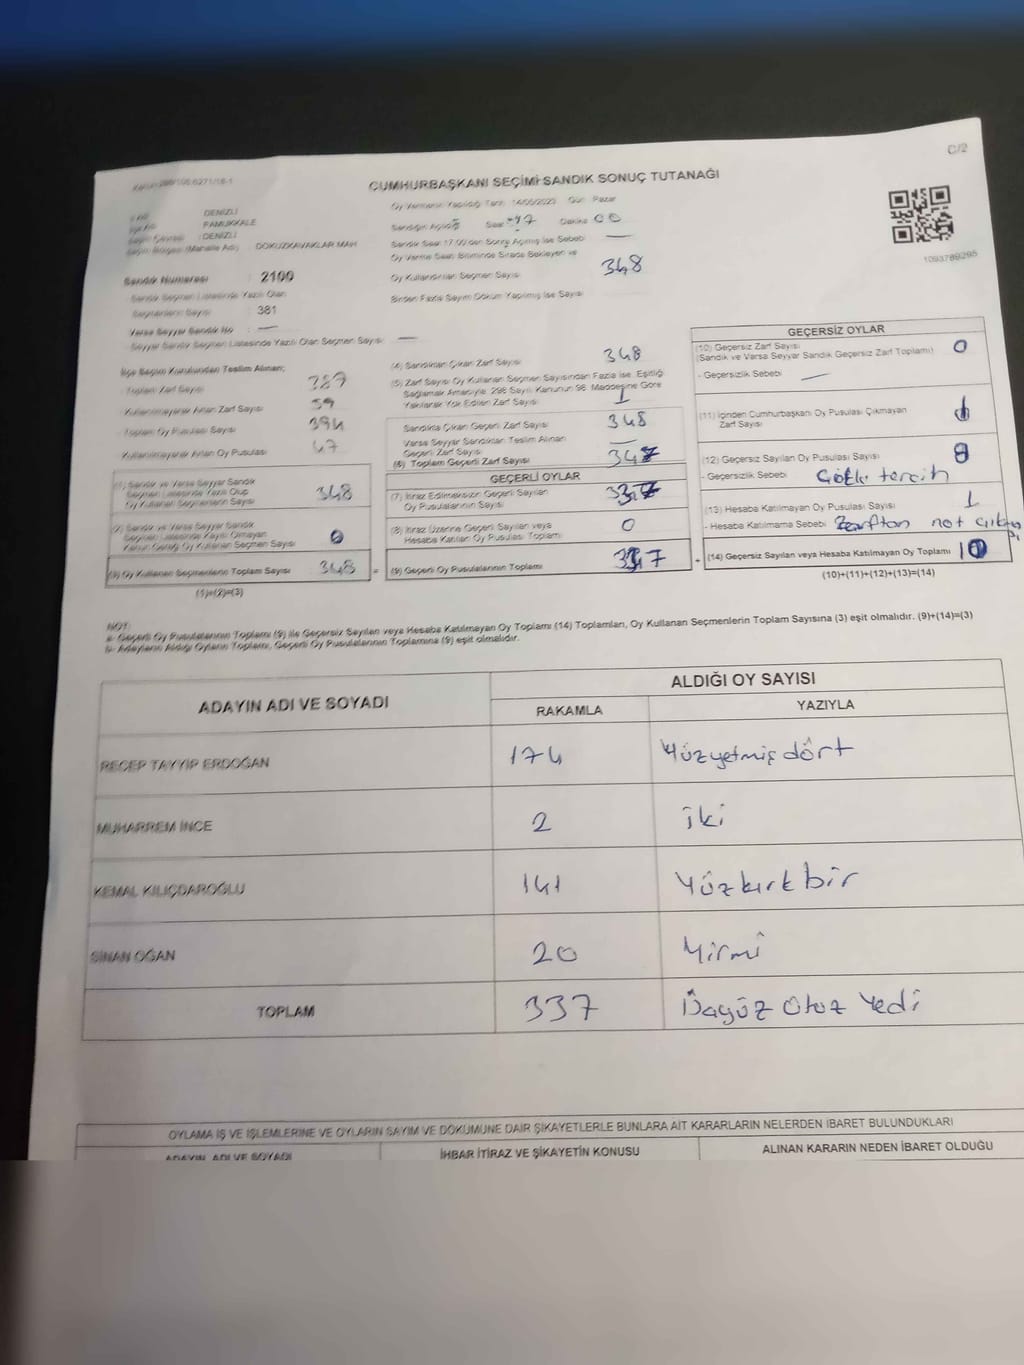 C/2
CUMHURBAŞKANI SEÇİMİ SANDIK SONUÇ TUTANAĞI
Oy Vermenin Yapıldığı Tarih 14/05/2023 Gün Pazar
DENİZLİ
PAMUKKALE
DENİZLİ
Seçim Bölgesi (Mahalle Adı) DOKUZKAVAKLAR MAH
Sandığın Açıldığı Saat 17 Dakika 00
Sandık Saat 17:00'den Sonra Açılmış İse Sebebi —
Oy Verme Saati Bitiminde Sırada Bekleyen ve
Oy Kullandırılan Seçmen Sayısı 348
Birden Fazla Sayım Döküm Yapılmış İse Sayısı
1093789295
Sandık Numarası : 2100
Sandık Seçmen Listesinde Yazılı Olan
Seçmenlerin Sayısı 381
Varsa Seyyar Sandık No : —
- Seyyar Sandık Seçmen Listesinde Yazılı Olan Seçmen Sayısı —
İlçe Seçim Kurulundan Teslim Alınan;
- Toplam Zarf Sayısı 387
- Kullanılmayarak Artan Zarf Sayısı 39
- Toplam Oy Pusulası Sayısı 394
Kullanılmayarak Artan Oy Pusulası 47
(1) Sandık ve Varsa Seyyar Sandık
Seçmen Listesinde Yazılı Olup
Oy Kullanan Seçmenlerin Sayısı 348
(2) Sandık ve Varsa Seyyar Sandık
Seçmen Listesinde Kaydı Olmayan
Kanun Gereği Oy Kullanan Seçmen Sayısı 0
(3) Oy Kullanan Seçmenlerin Toplam Sayısı 348 =
(1)+(2)=(3)
(4) Sandıktan Çıkan Zarf Sayısı 348
(5) Zarf Sayısı Oy Kullanan Seçmen Sayısından Fazla İse, Eşitliği
Sağlamak Amacıyla, 298 Sayılı Kanunun 98. Maddesine Göre
Yakılarak Yok Edilen Zarf Sayısı 1
Sandıkta Çıkan Geçerli Zarf Sayısı 348
Varsa Seyyar Sandıktan Teslim Alınan
Geçerli Zarf Sayısı —
(6) Toplam Geçerli Zarf Sayısı
GEÇERLİ OYLAR
(7) İtiraz Edilmeksizin Geçerli Sayılan
Oy Pusulalarının Sayısı 337
(8) İtiraz Üzerine Geçerli Sayılan veya
Hesaba Katılan Oy Pusulası Toplamı 0
(9) Geçerli Oy Pusulalarının Toplamı 337 +
GEÇERSİZ OYLAR
(10) Geçersiz Zarf Sayısı
(Sandık ve Varsa Seyyar Sandık Geçersiz Zarf Toplamı) 0
- Geçersizlik Sebebi —
(11) İçinden Cumhurbaşkanı Oy Pusulası Çıkmayan
Zarf Sayısı
(12) Geçersiz Sayılan Oy Pusulası Sayısı
- Geçersizlik Sebebi Çoklu tercih
(13) Hesaba Katılmayan Oy Pusulası Sayısı 1
- Hesaba Katılmama Sebebi Zarftan not çıktı
(14) Geçersiz Sayılan veya Hesaba Katılmayan Oy Toplamı
(10)+(11)+(12)+(13)=(14)
NOT:
a- Geçerli Oy Pusulalarının Toplamı (9) ile Geçersiz Sayılan veya Hesaba Katılmayan Oy Toplamı (14) Toplamları, Oy Kullanan Seçmenlerin Toplam Sayısına (3) eşit olmalıdır. (9)+(14)=(3)
b- Adayların Aldığı Oyların Toplamı, Geçerli Oy Pusulalarının Toplamına (9) eşit olmalıdır.
ADAYIN ADI VE SOYADI ALDIĞI OY SAYISI
RAKAMLA YAZIYLA
RECEP TAYYİP ERDOĞAN 174 Yüzyetmiş dört
MUHARREM İNCE 2 iki
KEMAL KILIÇDAROĞLU 141 Yüzkırkbir
SİNAN OĞAN 20 Yirmi
TOPLAM 337 Üçyüz Otuz Yedi
OYLAMA İŞ VE İŞLEMLERİNE VE OYLARIN SAYIM VE DÖKÜMÜNE DAİR ŞİKAYETLERLE BUNLARA AİT KARARLARIN NELERDEN İBARET BULUNDUKLARI
ADAYIN ADI VE SOYADI İHBAR İTİRAZ VE ŞİKAYETİN KONUSU ALINAN KARARIN NEDEN İBARET OLDUĞU